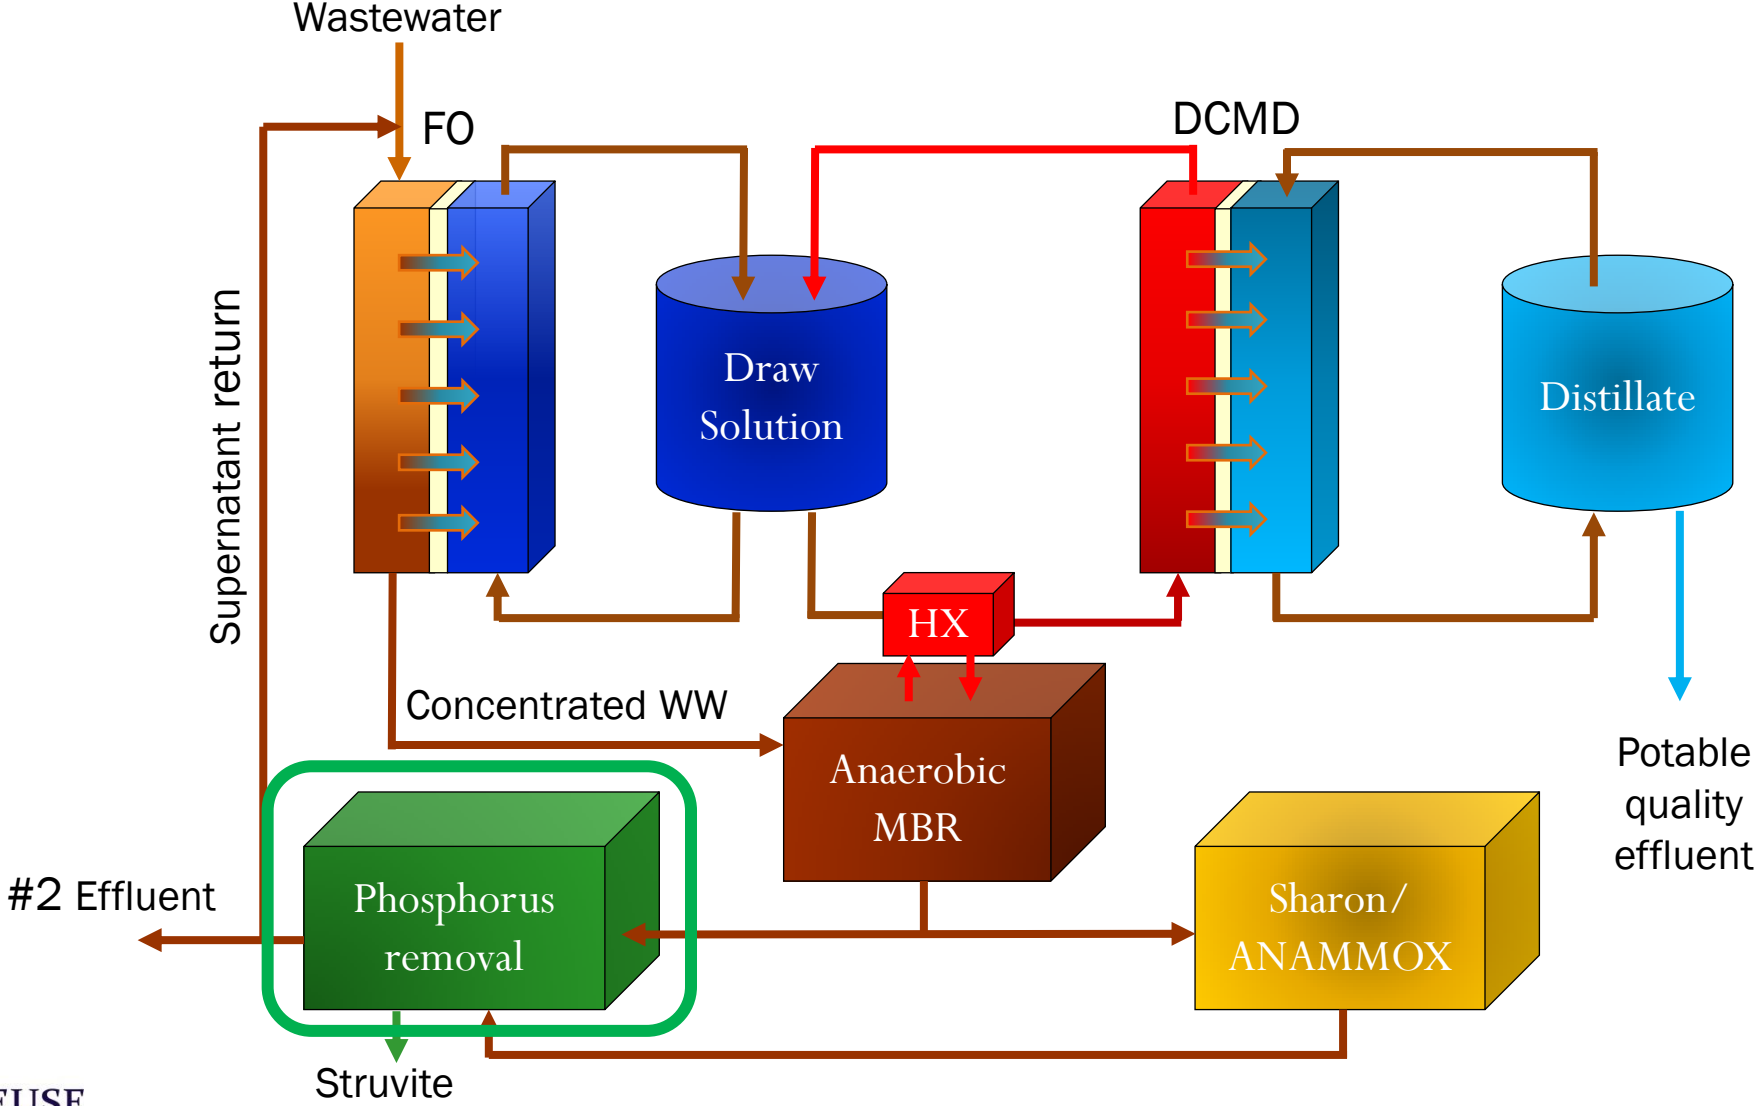 Wastewater
FO
DCMD
Supernatant return
Draw
Solution
Distillate
HX
Concentrated WW
Anaerobic
MBR
Potable
quality
effluent
#2 Effluent
Phosphorus
removal
Sharon/
ANAMMOX
Struvite